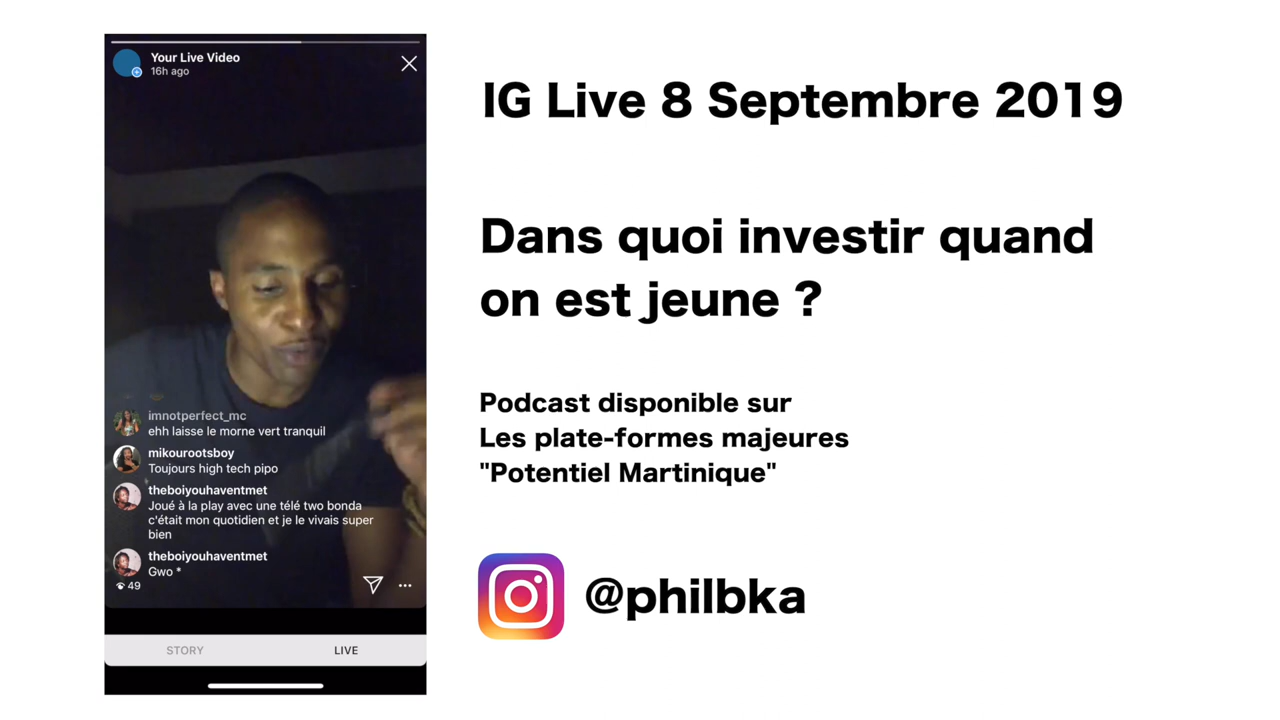 Your Live Video
16h ago
imnotperfect_mc
ehh laisse le morne vert tranquil
mikourootsboy
Toujours high tech pipo
theboiyouhaventmet
Joué à la play avec une télé two bonda
c'était mon quotidien et je le vivais super
bien
theboiyouhaventmet
Gwo *
49
STORY
LIVE
IG Live 8 Septembre 2019
Dans quoi investir quand
on est jeune ?
Podcast disponible sur
Les plate-formes majeures
"Potentiel Martinique"
@philbka